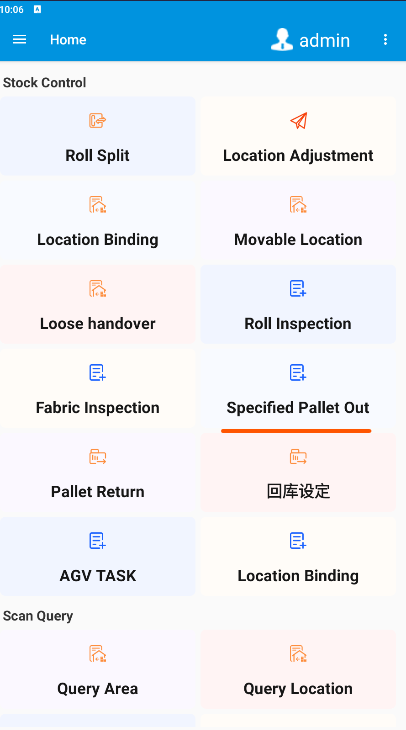 10:06 A
Home
admin
Stock Control
Roll Split
Location Adjustment
Location Binding
Movable Location
Loose handover
Roll Inspection
Fabric Inspection
Specified Pallet Out
Pallet Return
回库设定
AGV TASK
Location Binding
Scan Query
Query Area
Query Location